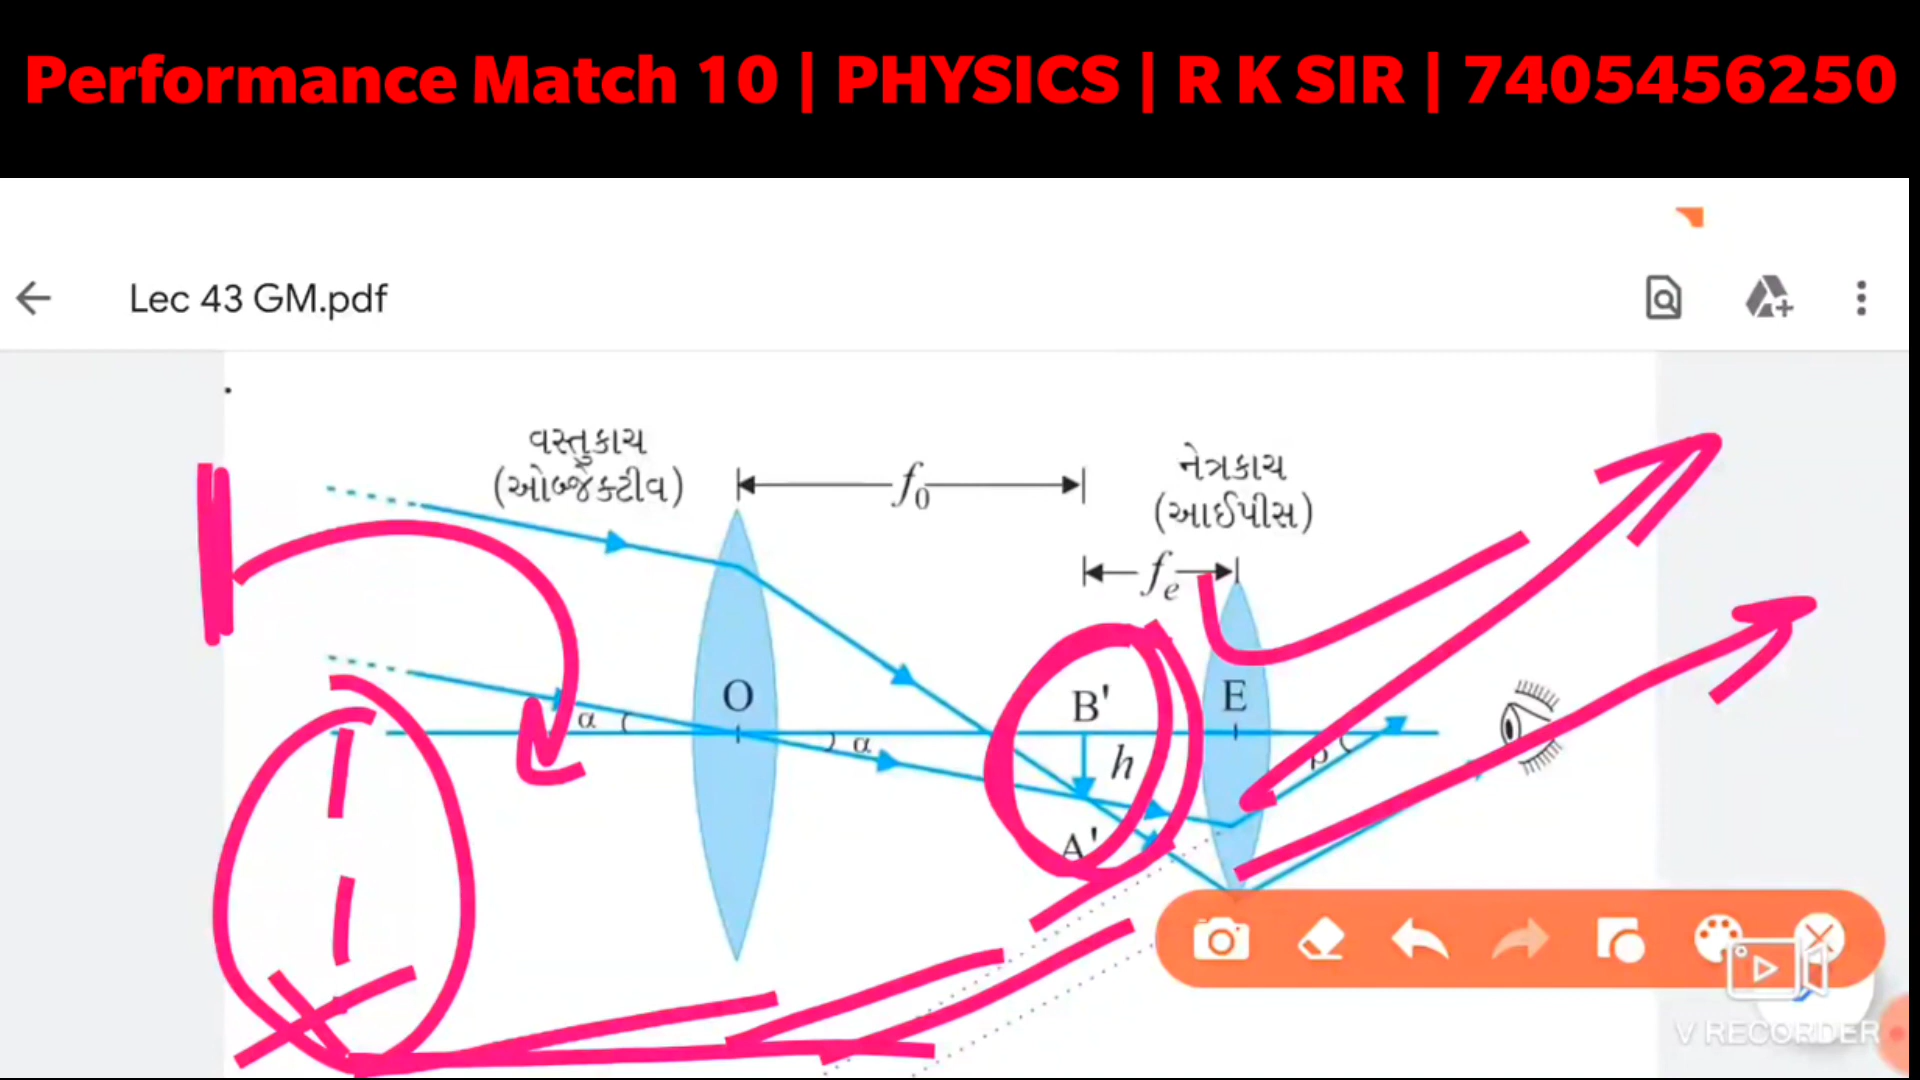 Performance Match 10 | PHYSICS | R K SIR | 7405456250
Lec 43 GM.pdf
વસ્તુકાચ
(ઓબ્જેક્ટીવ)
f0
નેત્રકાચ
(આઈપીસ)
fe
O
B'
E
α
α
h
β
A'
V RECORDER